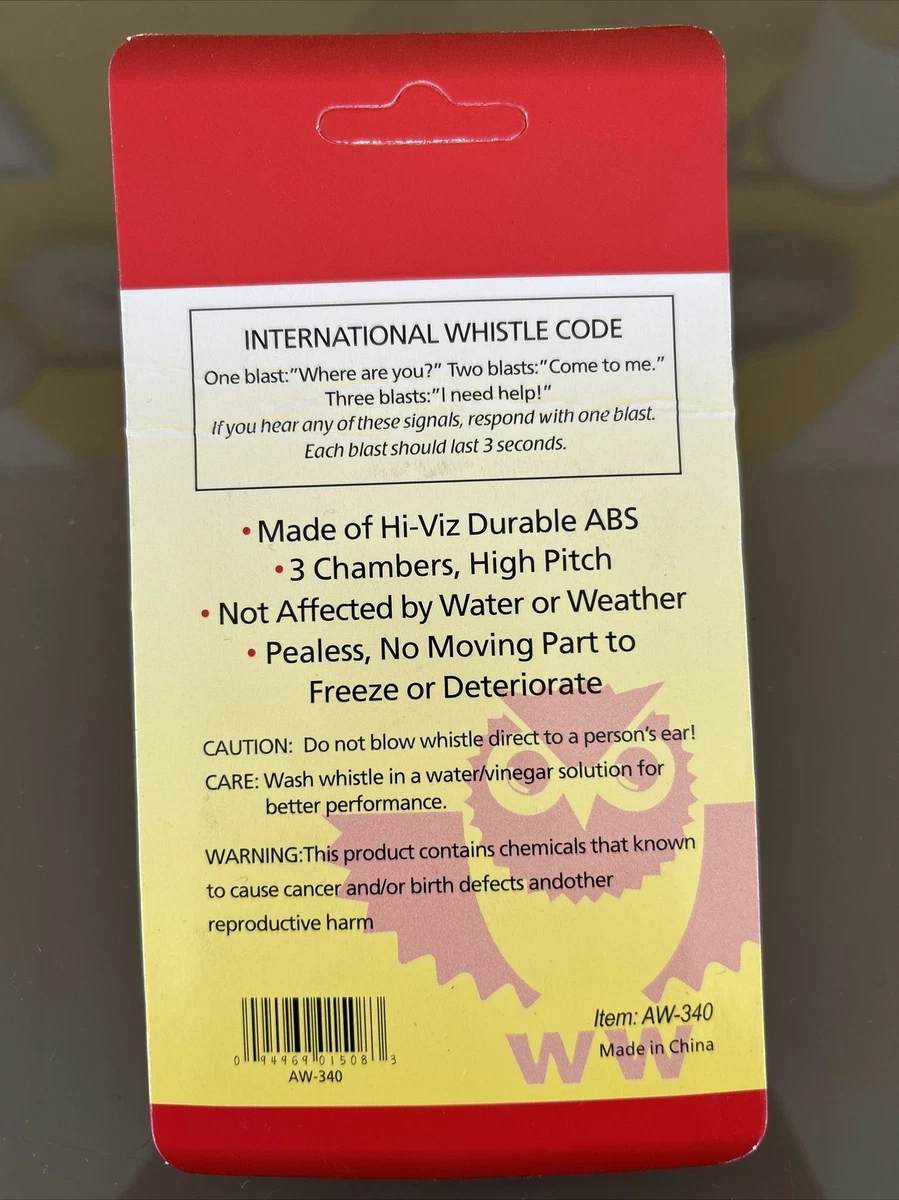 INTERNATIONAL WHISTLE CODE
One blast:"Where are you?" Two blasts:"Come to me."
Three blasts:"I need help!"
If you hear any of these signals, respond with one blast.
Each blast should last 3 seconds.
• Made of Hi-Viz Durable ABS
• 3 Chambers, High Pitch
• Not Affected by Water or Weather
• Pealess, No Moving Part to
Freeze or Deteriorate
CAUTION: Do not blow whistle direct to a person's ear!
CARE: Wash whistle in a water/vinegar solution for
better performance.
WARNING:This product contains chemicals that known
to cause cancer and/or birth defects andother
reproductive harm
0 94969 01508 3
AW-340
Item: AW-340
Made in China
WW